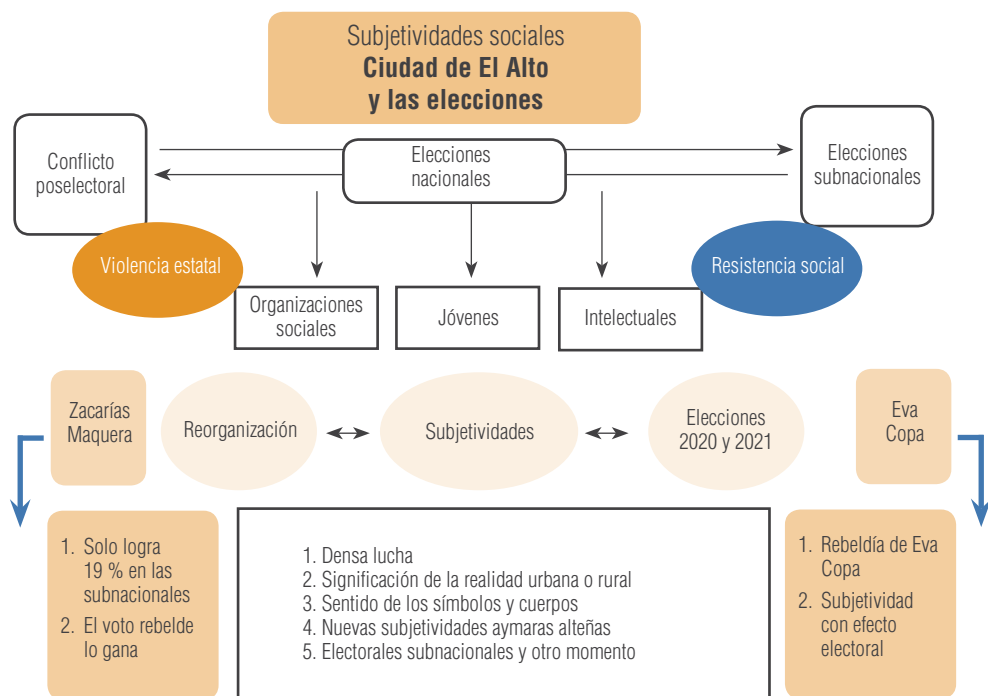 Subjetividades sociales
Ciudad de El Alto
y las elecciones
Conflicto
poselectoral
Elecciones
nacionales
Elecciones
subnacionales
Violencia estatal
Resistencia social
Organizaciones
sociales
Jóvenes
Intelectuales
Zacarías
Maquera
Reorganización
Subjetividades
Elecciones
2020 y 2021
Eva
Copa
1. Solo logra
19 % en las
subnacionales
2. El voto rebelde
lo gana
1. Densa lucha
2. Significación de la realidad urbana o rural
3. Sentido de los símbolos y cuerpos
4. Nuevas subjetividades aymaras alteñas
5. Electorales subnacionales y otro momento
1. Rebeldía de Eva
Copa
2. Subjetividad
con efecto
electoral